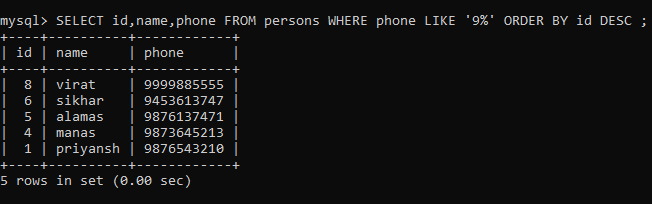 mysql> SELECT id,name,phone FROM persons WHERE phone LIKE '9%' ORDER BY id DESC ;
+----+----------+------------+
| id | name     | phone      |
+----+----------+------------+
|  8 | virat    | 9999885555 |
|  6 | sikhar   | 9453613747 |
|  5 | alamas   | 9876137471 |
|  4 | manas    | 9873645213 |
|  1 | priyansh | 9876543210 |
+----+----------+------------+
5 rows in set (0.00 sec)